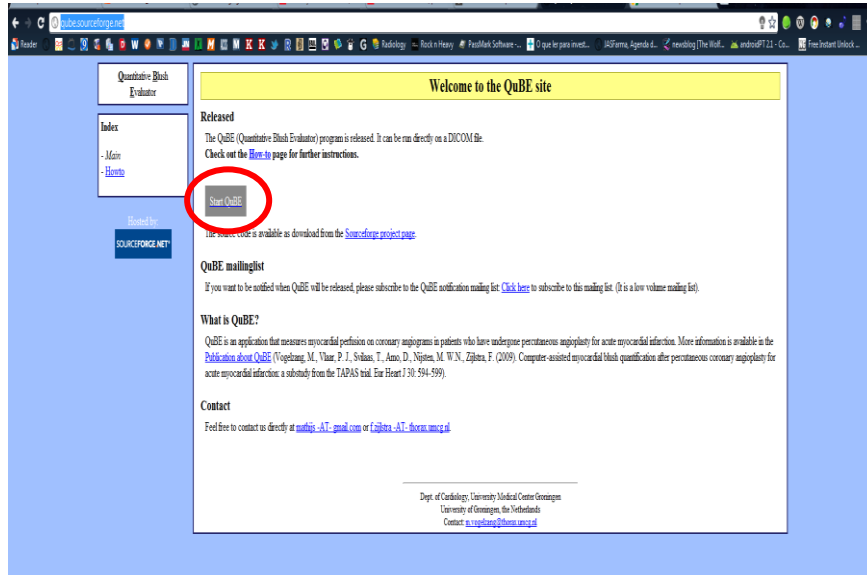 qube.sourceforge.net
Reader
Radiology
Rock n Heavy
PassMark Software -...
O que ler para invest...
JASFarma, Agenda d...
newsblog [The Wolf...
androidPT 2.1 - Co...
Free Instant Unlock ...
Quantitative Blush
Evaluator
Index
- Main
- Howto
Hosted by:
SOURCEFORGE.NET®
Welcome to the QuBE site
Released
The QuBE (Quantitative Blush Evaluator) program is released. It can be run directly on a DICOM file.
Check out the How-to page for further instructions.
Start QuBE
The source code is available as download from the Sourceforge project page.
QuBE mailinglist
If you want to be notified when QuBE will be released, please subscribe to the QuBE notification mailing list: Click here to subscribe to this mailing list. (It is a low volume mailing list).
What is QuBE?
QuBE is an application that measures myocardial perfusion on coronary angiograms in patients who have undergone percutaneous angioplasty for acute myocardial infarction. More information is available in the
Publication about QuBE (Vogelzang, M., Vlaar, P. J., Svilaas, T., Amo, D., Nijsten, M. W.N., Zijlstra, F. (2009). Computer-assisted myocardial blush quantification after percutaneous coronary angioplasty for
acute myocardial infarction: a substudy from the TAPAS trial. Eur Heart J 30: 594-599).
Contact
Feel free to contact us directly at mathijs -AT- gmail.com or f.zijlstra -AT- thorax.umcg.nl.
Dept. of Cardiology, University Medical Center Groningen
University of Groningen, the Netherlands
Contact: m.vogelzang@thorax.umcg.nl